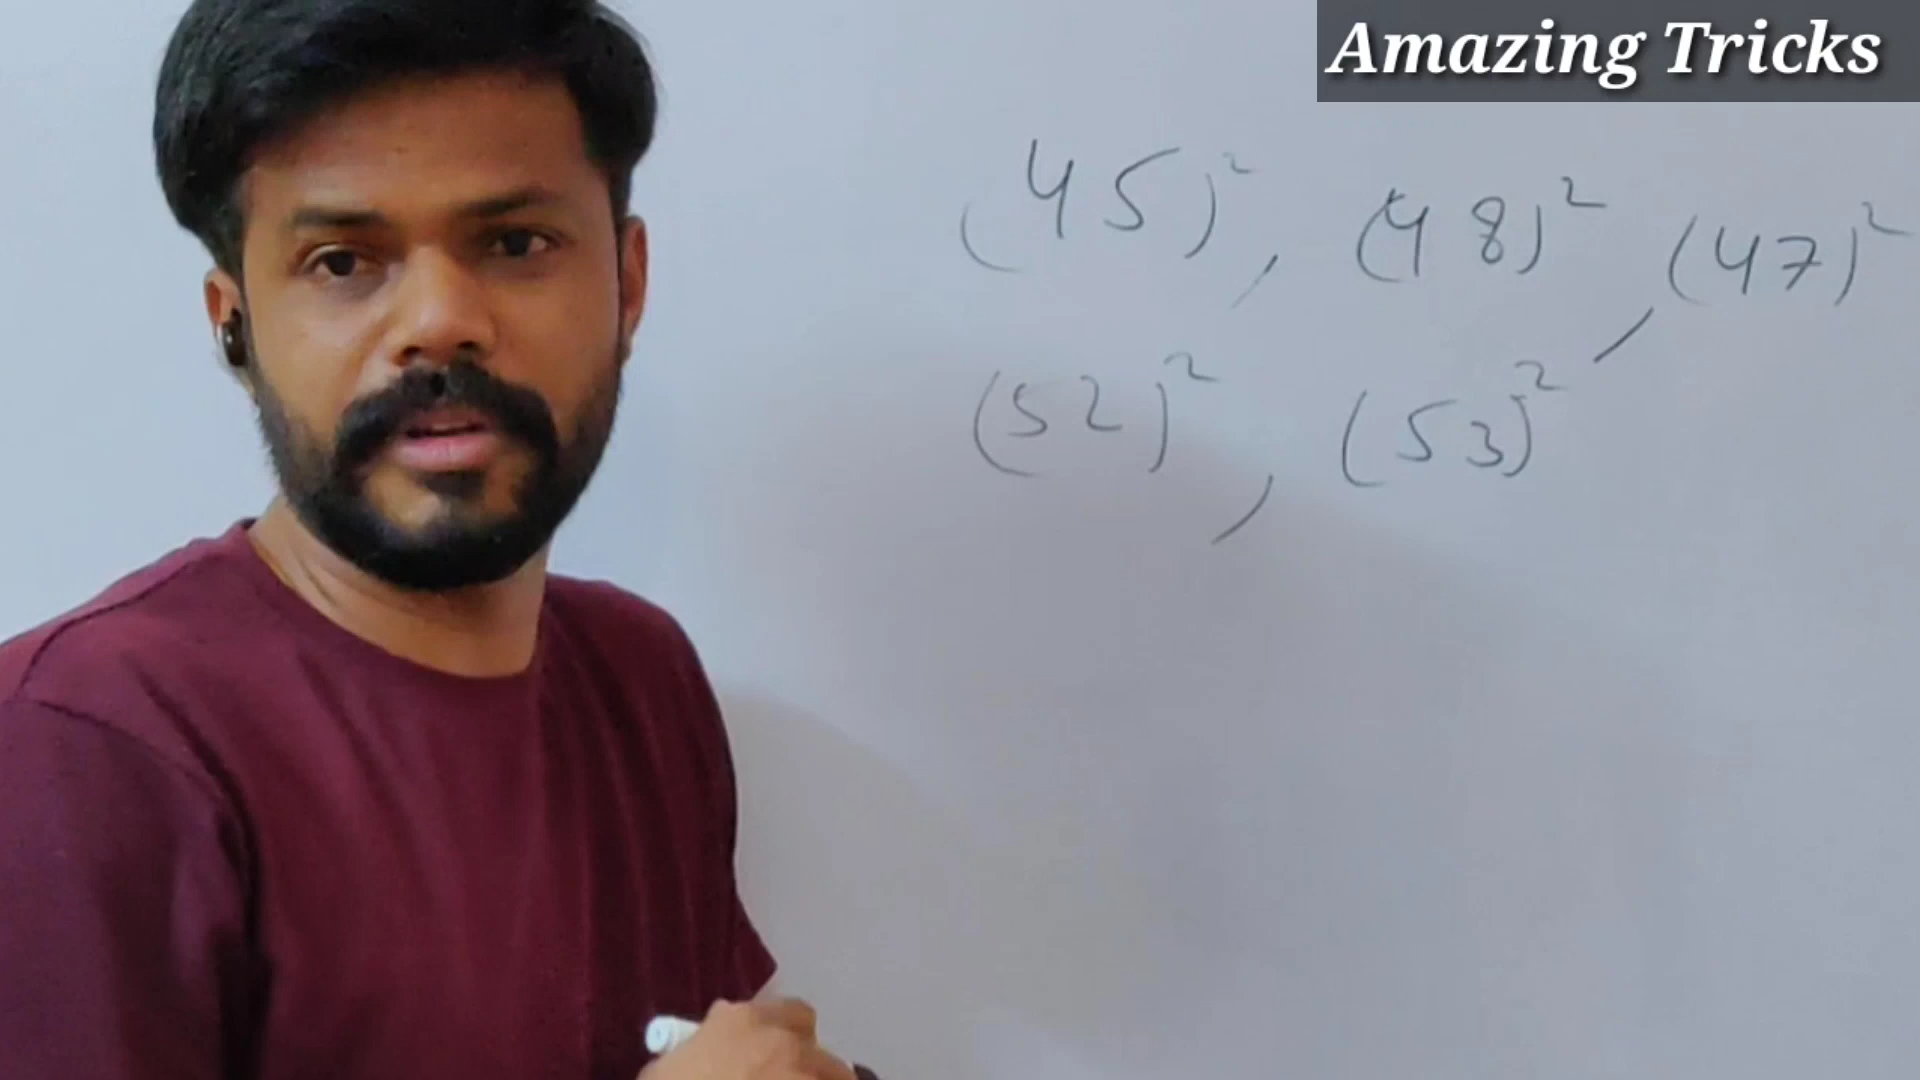 Amazing Tricks
(45)², (48)², (47)²
(52)², (53)²